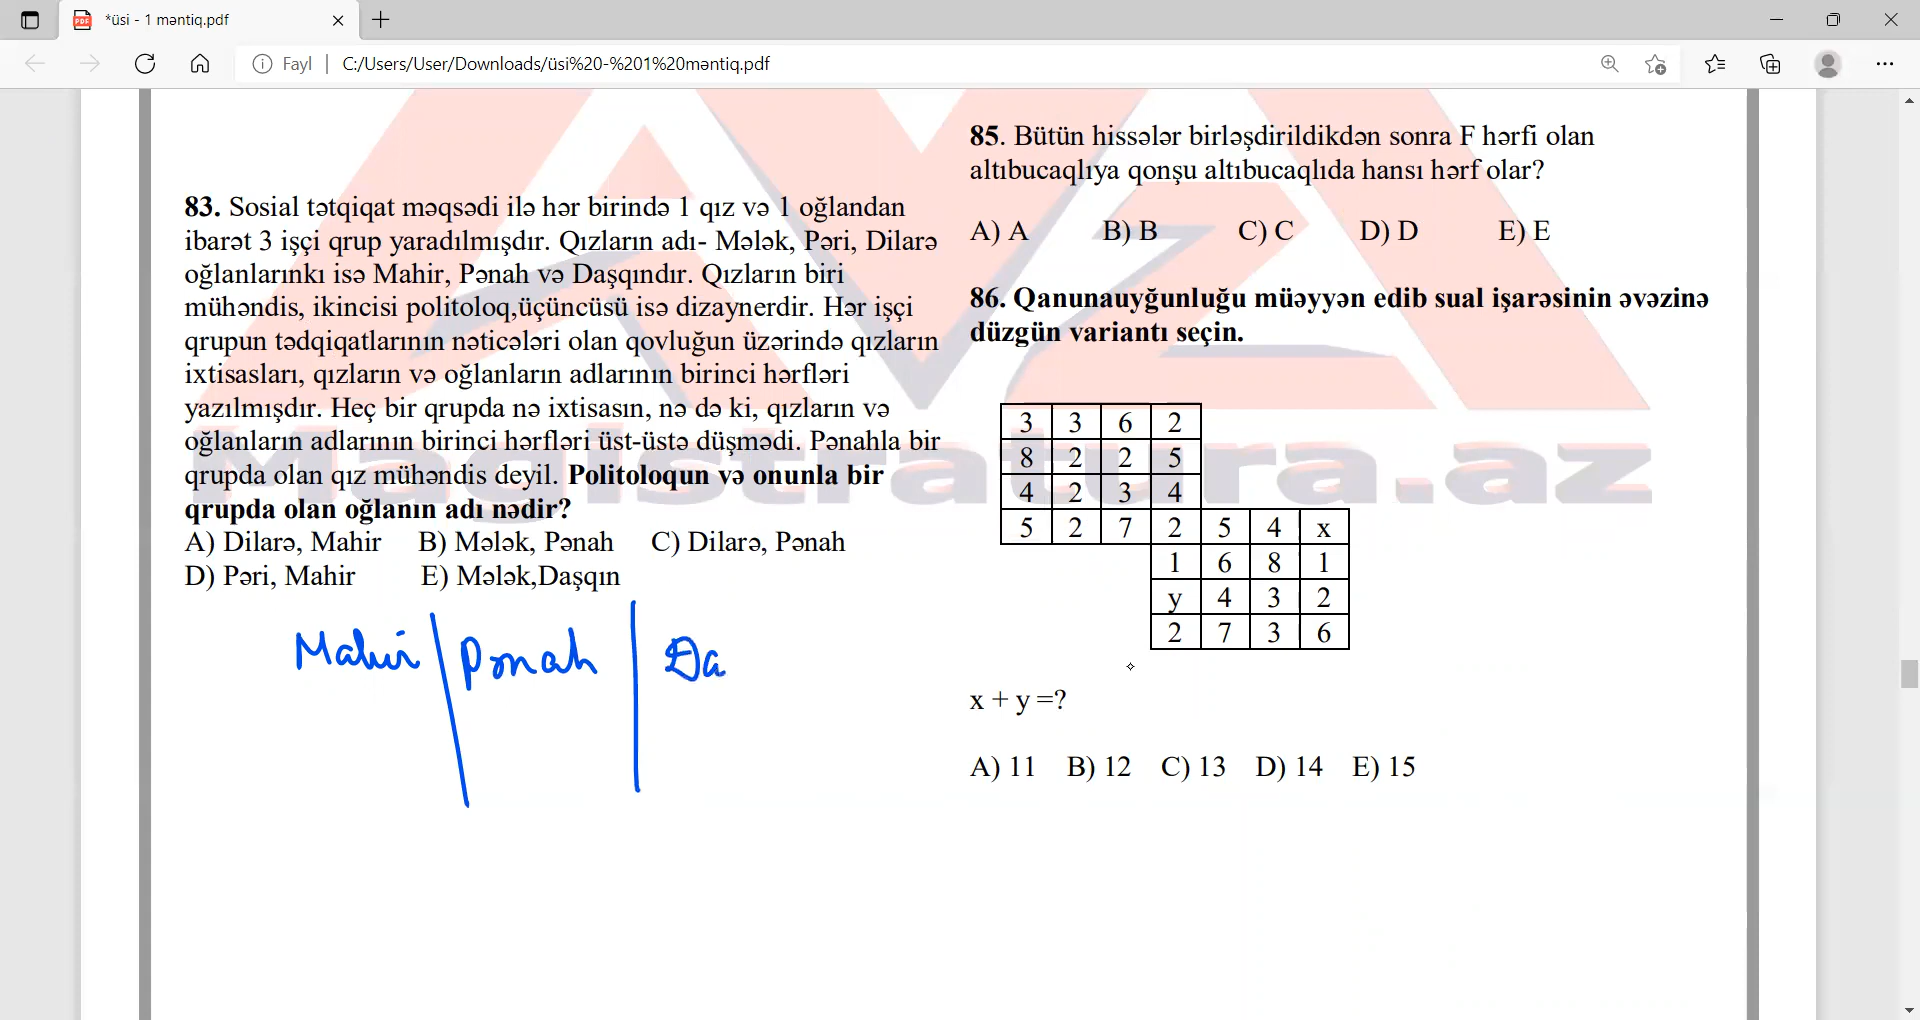 *üsi - 1 məntiq.pdf
Fayl | C:/Users/User/Downloads/üsi%20-%201%20məntiq.pdf
83. Sosial tətqiqat məqsədi ilə hər birində 1 qız və 1 oğlandan
ibarət 3 işçi qrup yaradılmışdır. Qızların adı- Mələk, Pəri, Dilarə
oğlanlarınkı isə Mahir, Pənah və Daşqındır. Qızların biri
mühəndis, ikincisi politoloq,üçüncüsü isə dizaynerdir. Hər işçi
qrupun tədqiqatlarının nəticələri olan qovluğun üzərində qızların
ixtisasları, qızların və oğlanların adlarının birinci hərfləri
yazılmışdır. Heç bir qrupda nə ixtisasın, nə də ki, qızların və
oğlanların adlarının birinci hərfləri üst-üstə düşmədi. Pənahla bir
qrupda olan qız mühəndis deyil. Politoloqun və onunla bir
qrupda olan oğlanın adı nədir?
A) Dilarə, Mahir B) Mələk, Pənah C) Dilarə, Pənah
D) Pəri, Mahir E) Mələk,Daşqın
Mahir Pənah Da
85. Bütün hissələr birləşdirildikdən sonra F hərfi olan
altıbucaqlıya qonşu altıbucaqlıda hansı hərf olar?
A) A B) B C) C D) D E) E
86. Qanunauyğunluğu müəyyən edib sual işarəsinin əvəzinə
düzgün variantı seçin.
3 3 6 2
8 2 2 5
4 2 3 4
5 2 7 2 5 4 x
1 6 8 1
y 4 3 2
2 7 3 6
x + y =?
A) 11 B) 12 C) 13 D) 14 E) 15
Magistratura.az